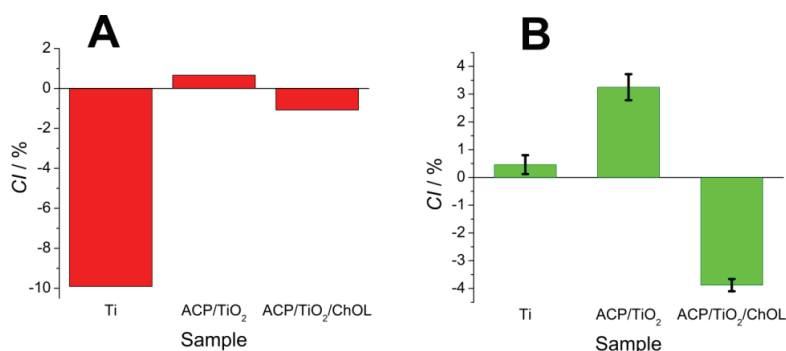 A
CI / %
2
0
-2
-4
-6
-8
-10
Ti ACP/TiO₂ ACP/TiO₂/ChOL
Sample
B
CI / %
4
3
2
1
0
-1
-2
-3
-4
Ti ACP/TiO₂ ACP/TiO₂/ChOL
Sample